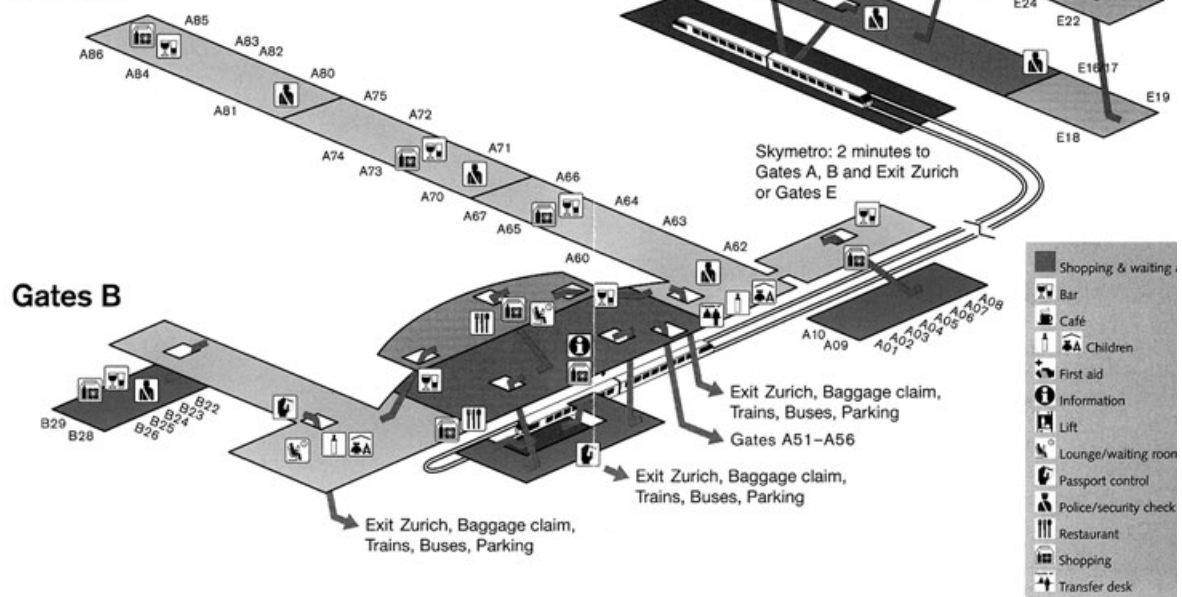 A85
A86
A84
A83
A82
A80
A81
A75
A72
A74
A73
A71
A70
A66
A67
A65
A64
A63
A62
A60
E24
E22
E16/17
E19
E18
Skymetro: 2 minutes to
Gates A, B and Exit Zurich
or Gates E
Gates B
A10
A09
A01
A02
A03
A04
A05
A06
A07
A08
B29
B28
B26
B25
B24
B23
B22
Exit Zurich, Baggage claim,
Trains, Buses, Parking
Gates A51–A56
Exit Zurich, Baggage claim,
Trains, Buses, Parking
Exit Zurich, Baggage claim,
Trains, Buses, Parking
Shopping & waiting
Bar
Café
Children
First aid
Information
Lift
Lounge/waiting room
Passport control
Police/security check
Restaurant
Shopping
Transfer desk